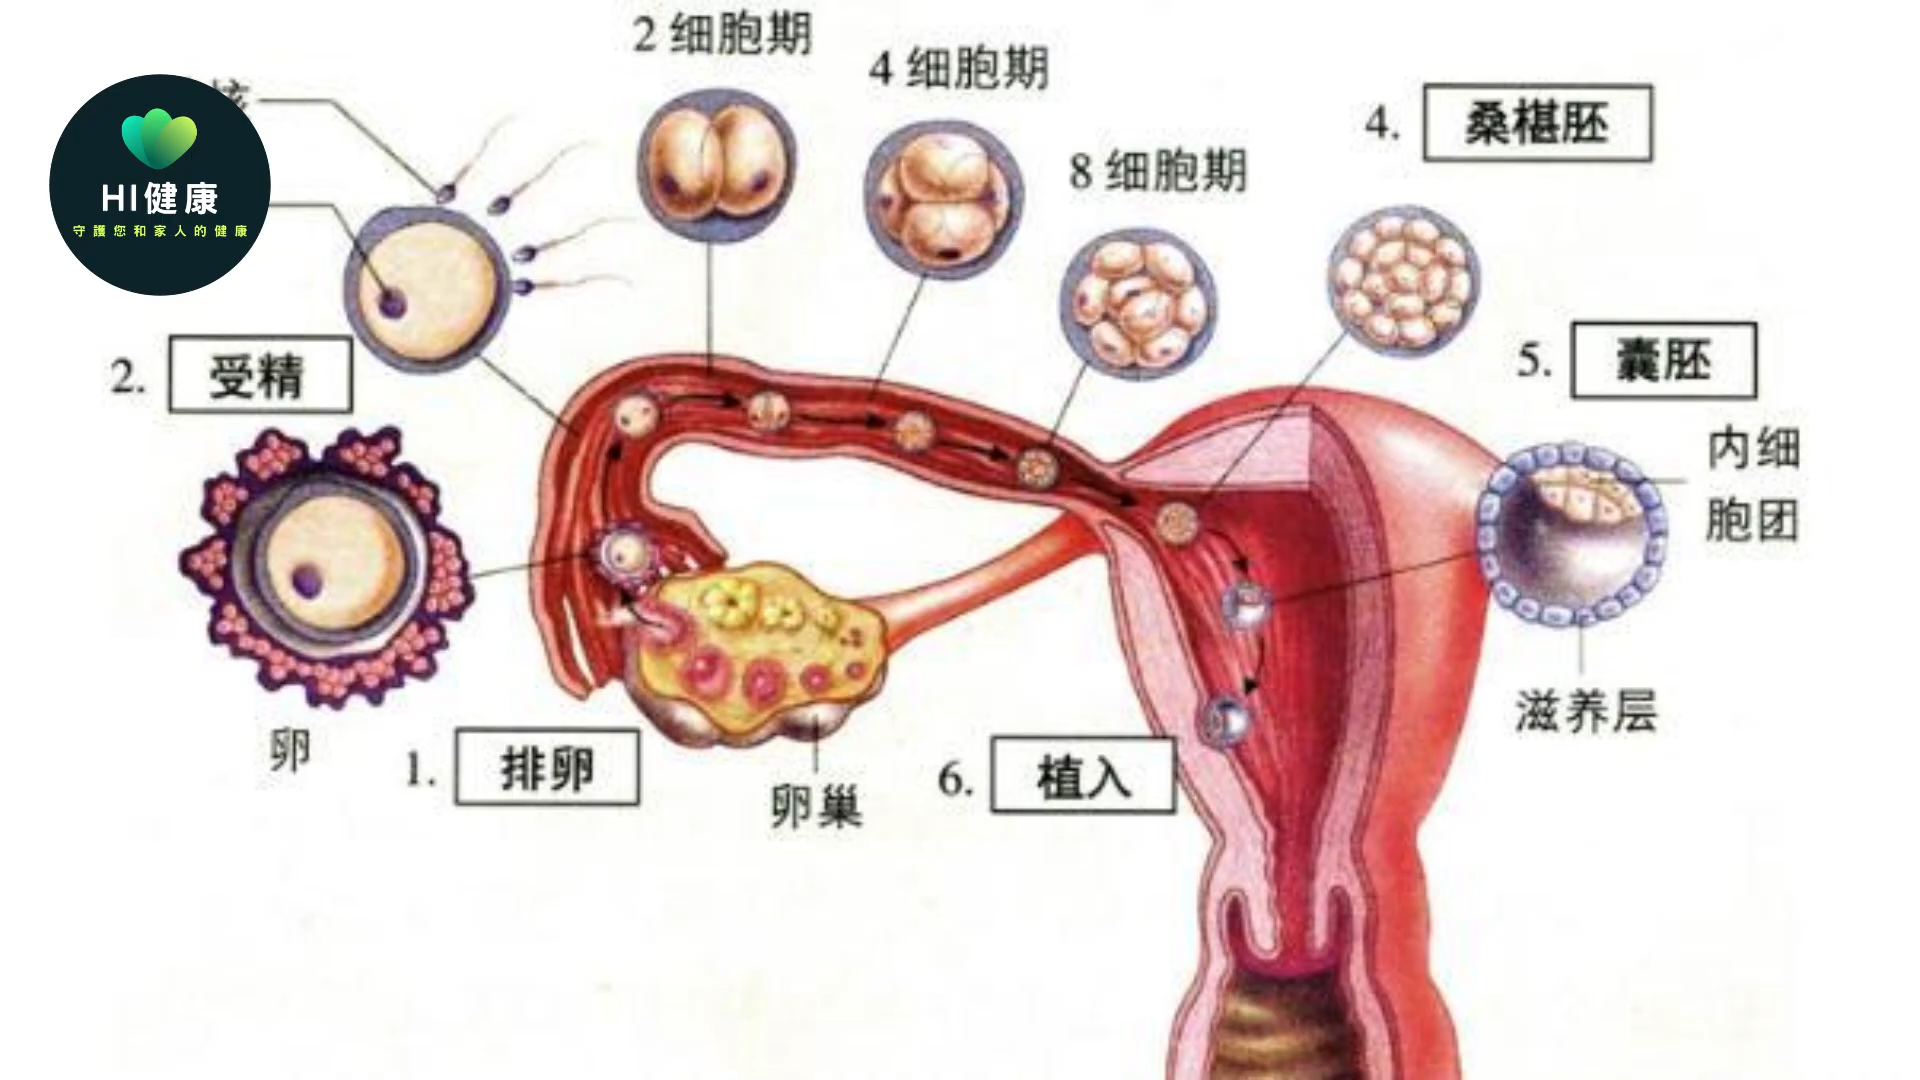 2 细胞期
4 细胞期
4. 桑椹胚
8 细胞期
HI健康
守護您和家人的健康
2. 受精
5. 囊胚
内细
胞团
滋养层
卵
1. 排卵
卵巢
6. 植入